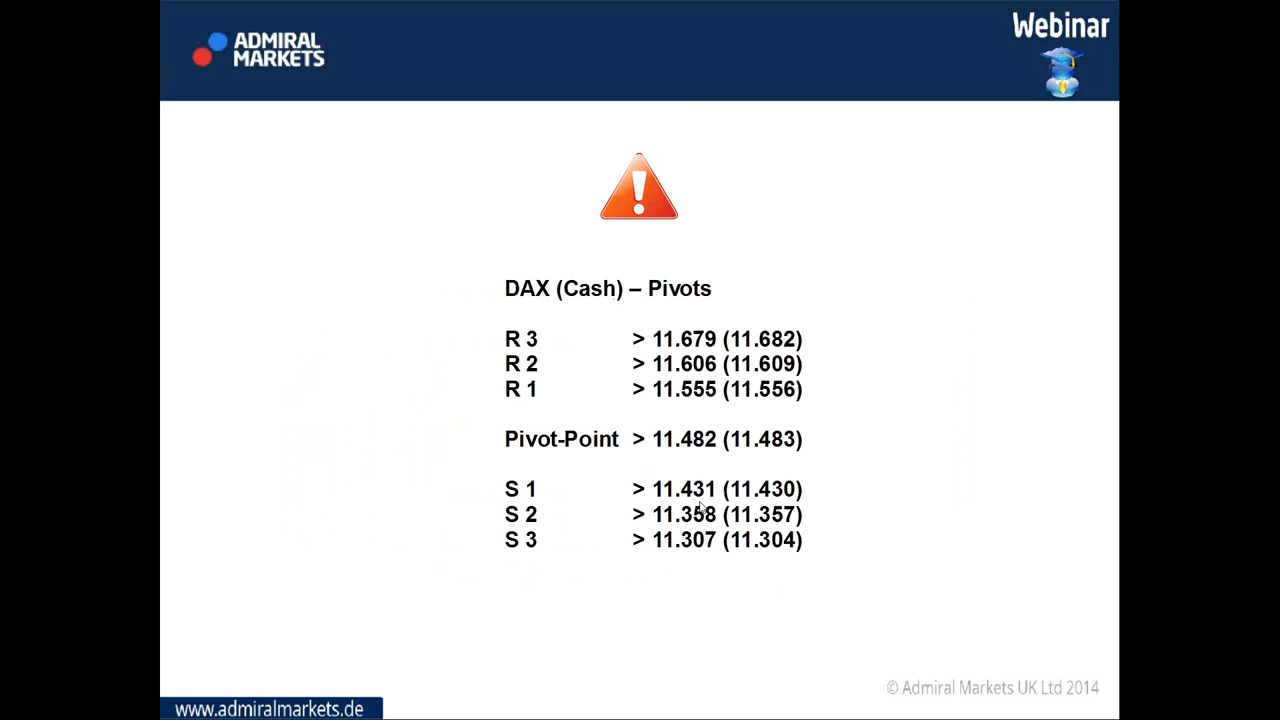 ADMIRAL
MARKETS
Webinar
DAX (Cash) – Pivots
R 3 > 11.679 (11.682)
R 2 > 11.606 (11.609)
R 1 > 11.555 (11.556)
Pivot-Point > 11.482 (11.483)
S 1 > 11.431 (11.430)
S 2 > 11.358 (11.357)
S 3 > 11.307 (11.304)
© Admiral Markets UK Ltd 2014
www.admiralmarkets.de